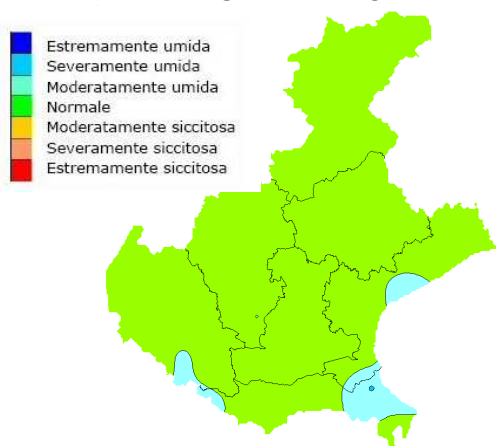 Estremamente umida
Severamente umida
Moderatamente umida
Normale
Moderatamente siccitosa
Severamente siccitosa
Estremamente siccitosa